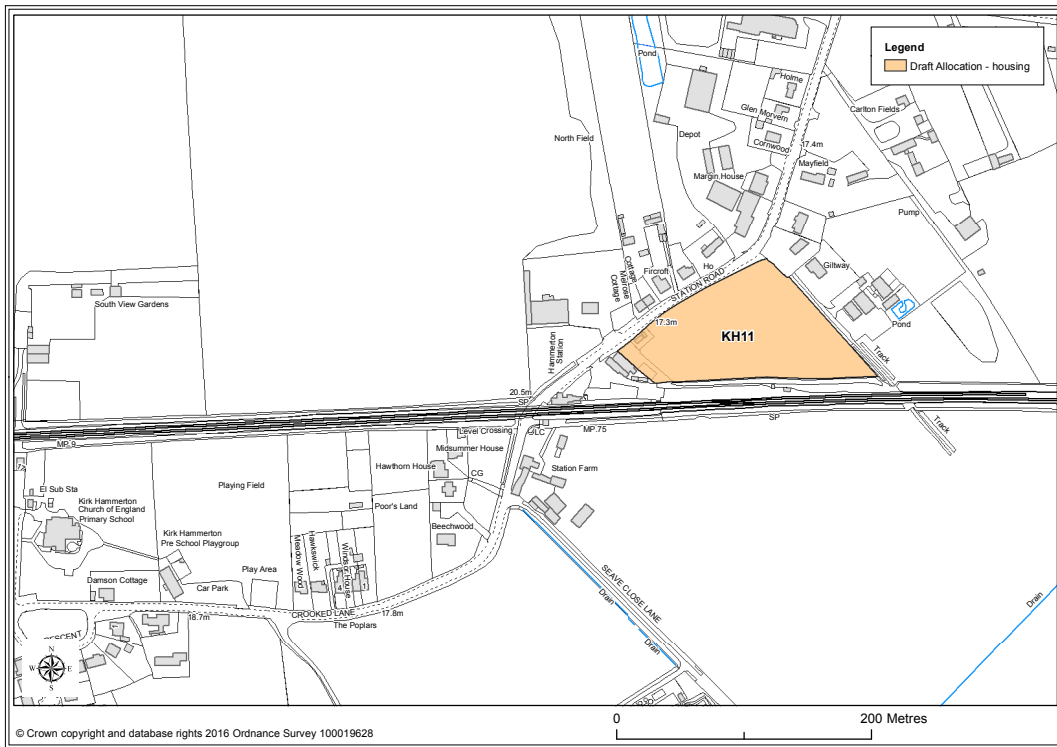 Legend
Draft Allocation - housing
Pond
Holme
Glen Morvern
Carlton Fields
North Field
Depot
Cornwood
17.4m
Mayfield
Margin House
Pump
Cottage
Melrose
Cottage
Fircroft
Ho
STATION ROAD
Giltway
South View Gardens
17.3m
KH11
Pond
Hammerton
Station
Track
20.5m
SP
MP 9
Level Crossing
MP.75
SP
Track
Midsummer House
Hawthorn House
CG
Station Farm
El Sub Sta
Playing Field
Kirk Hammerton
Church of England
Primary School
Poor's Land
Beechwood
Kirk Hammerton
Pre School Playgroup
Meadow Wood
Hawkswick
Windsor House
4
1
Damson Cottage
Play Area
Car Park
SEAVE CLOSE LANE
Drain
Drain
Drain
CROOKED LANE
17.8m
18.7m
The Poplars
ESCENT
N
W
E
S
0
200 Metres
© Crown copyright and database rights 2016 Ordnance Survey 100019628